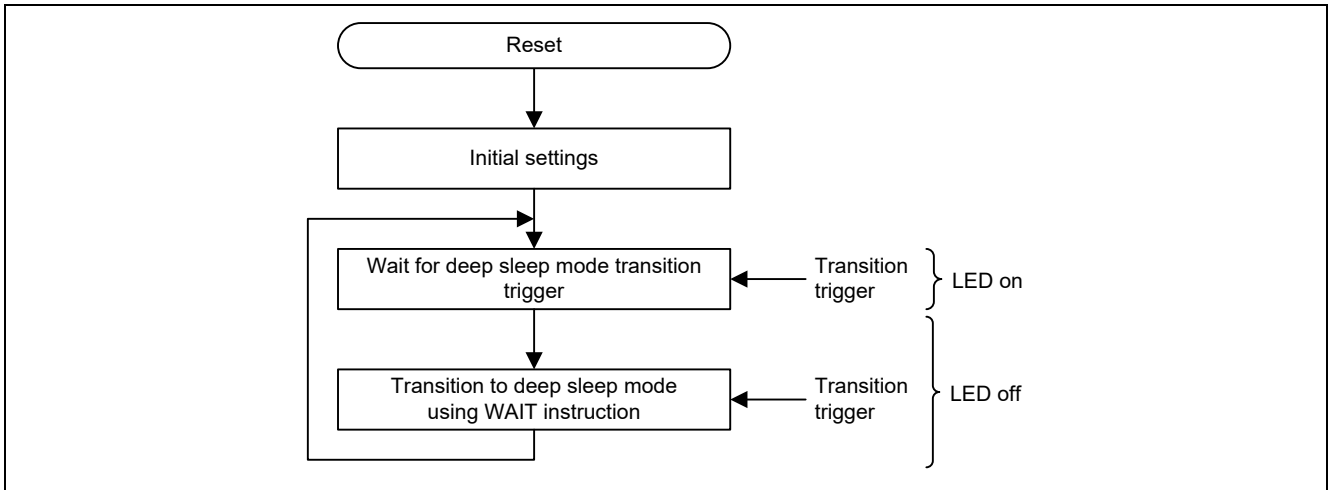 Reset
Initial settings
Wait for deep sleep mode transition
trigger
Transition
trigger
LED on
Transition to deep sleep mode
using WAIT instruction
Transition
trigger
LED off